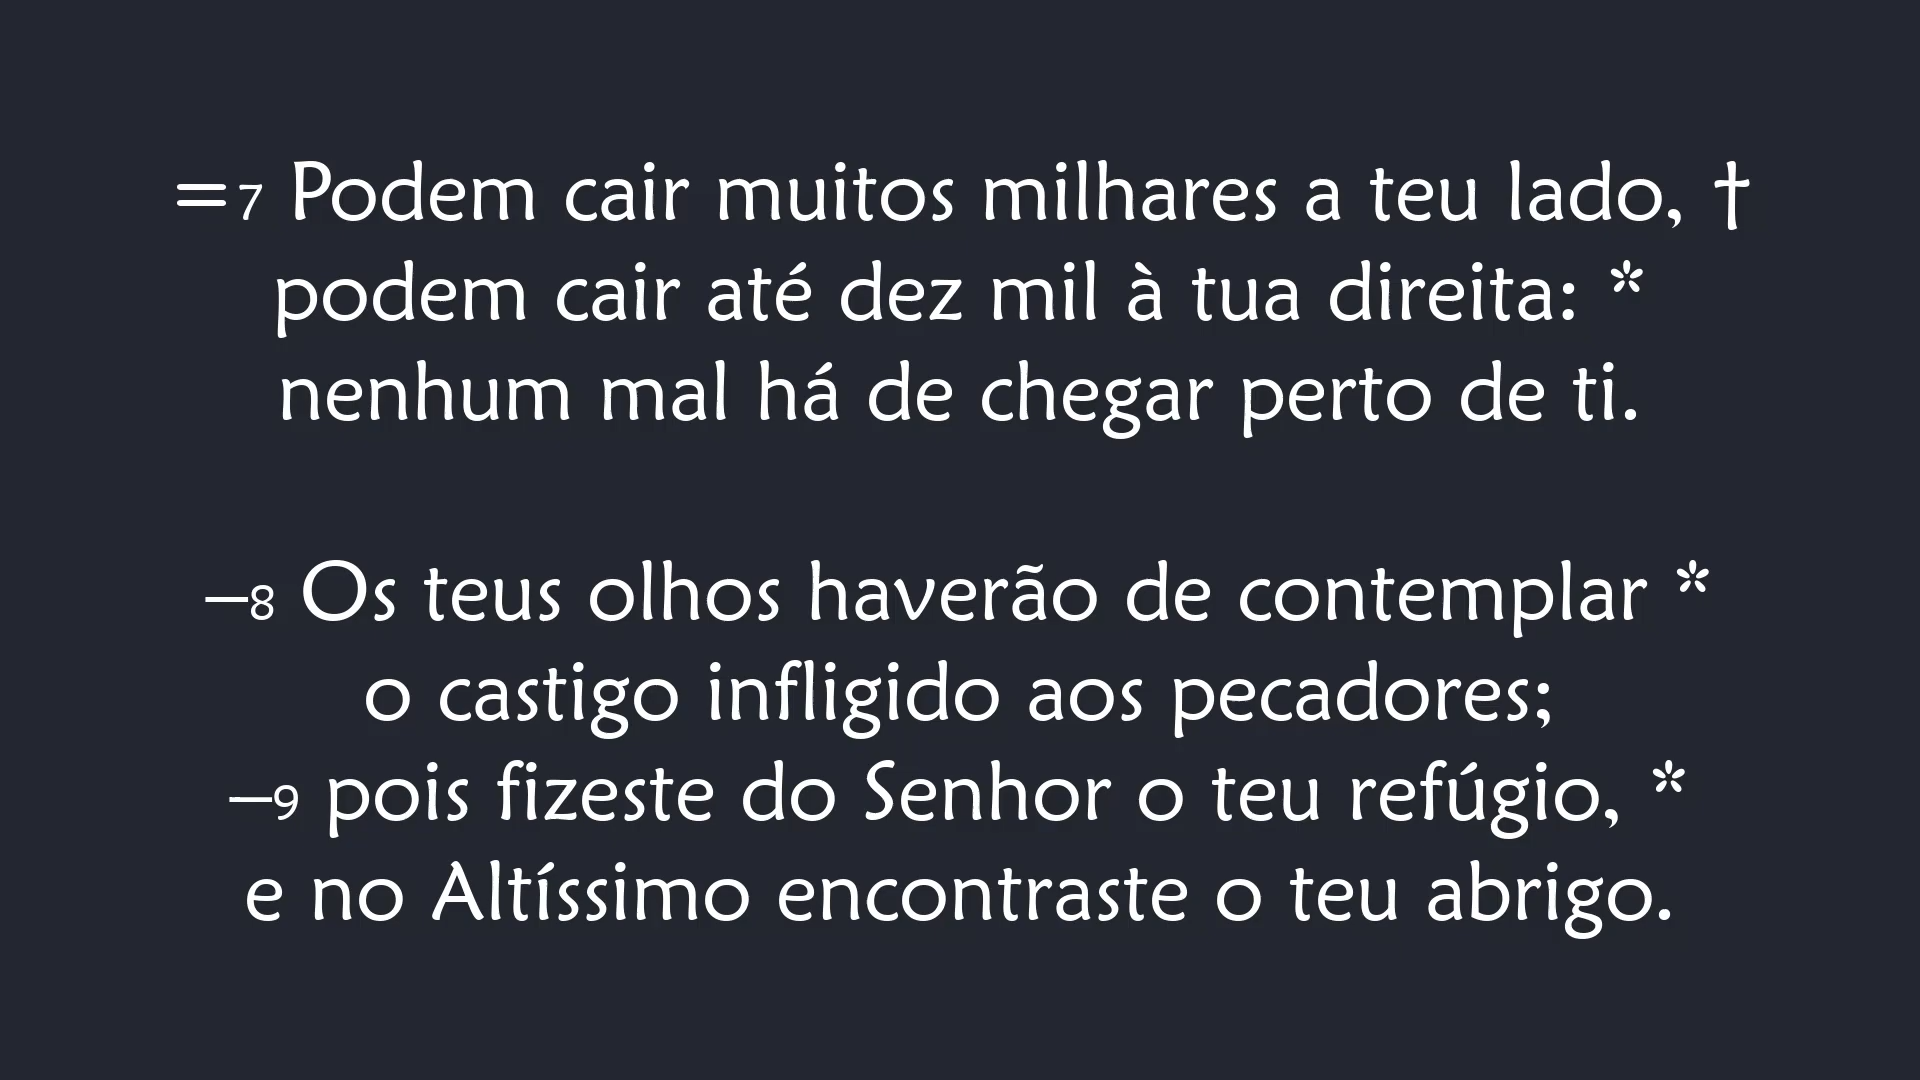 =7 Podem cair muitos milhares a teu lado, †
podem cair até dez mil à tua direita: *
nenhum mal há de chegar perto de ti.
–8 Os teus olhos haverão de contemplar *
o castigo infligido aos pecadores;
–9 pois fizeste do Senhor o teu refúgio, *
e no Altíssimo encontraste o teu abrigo.